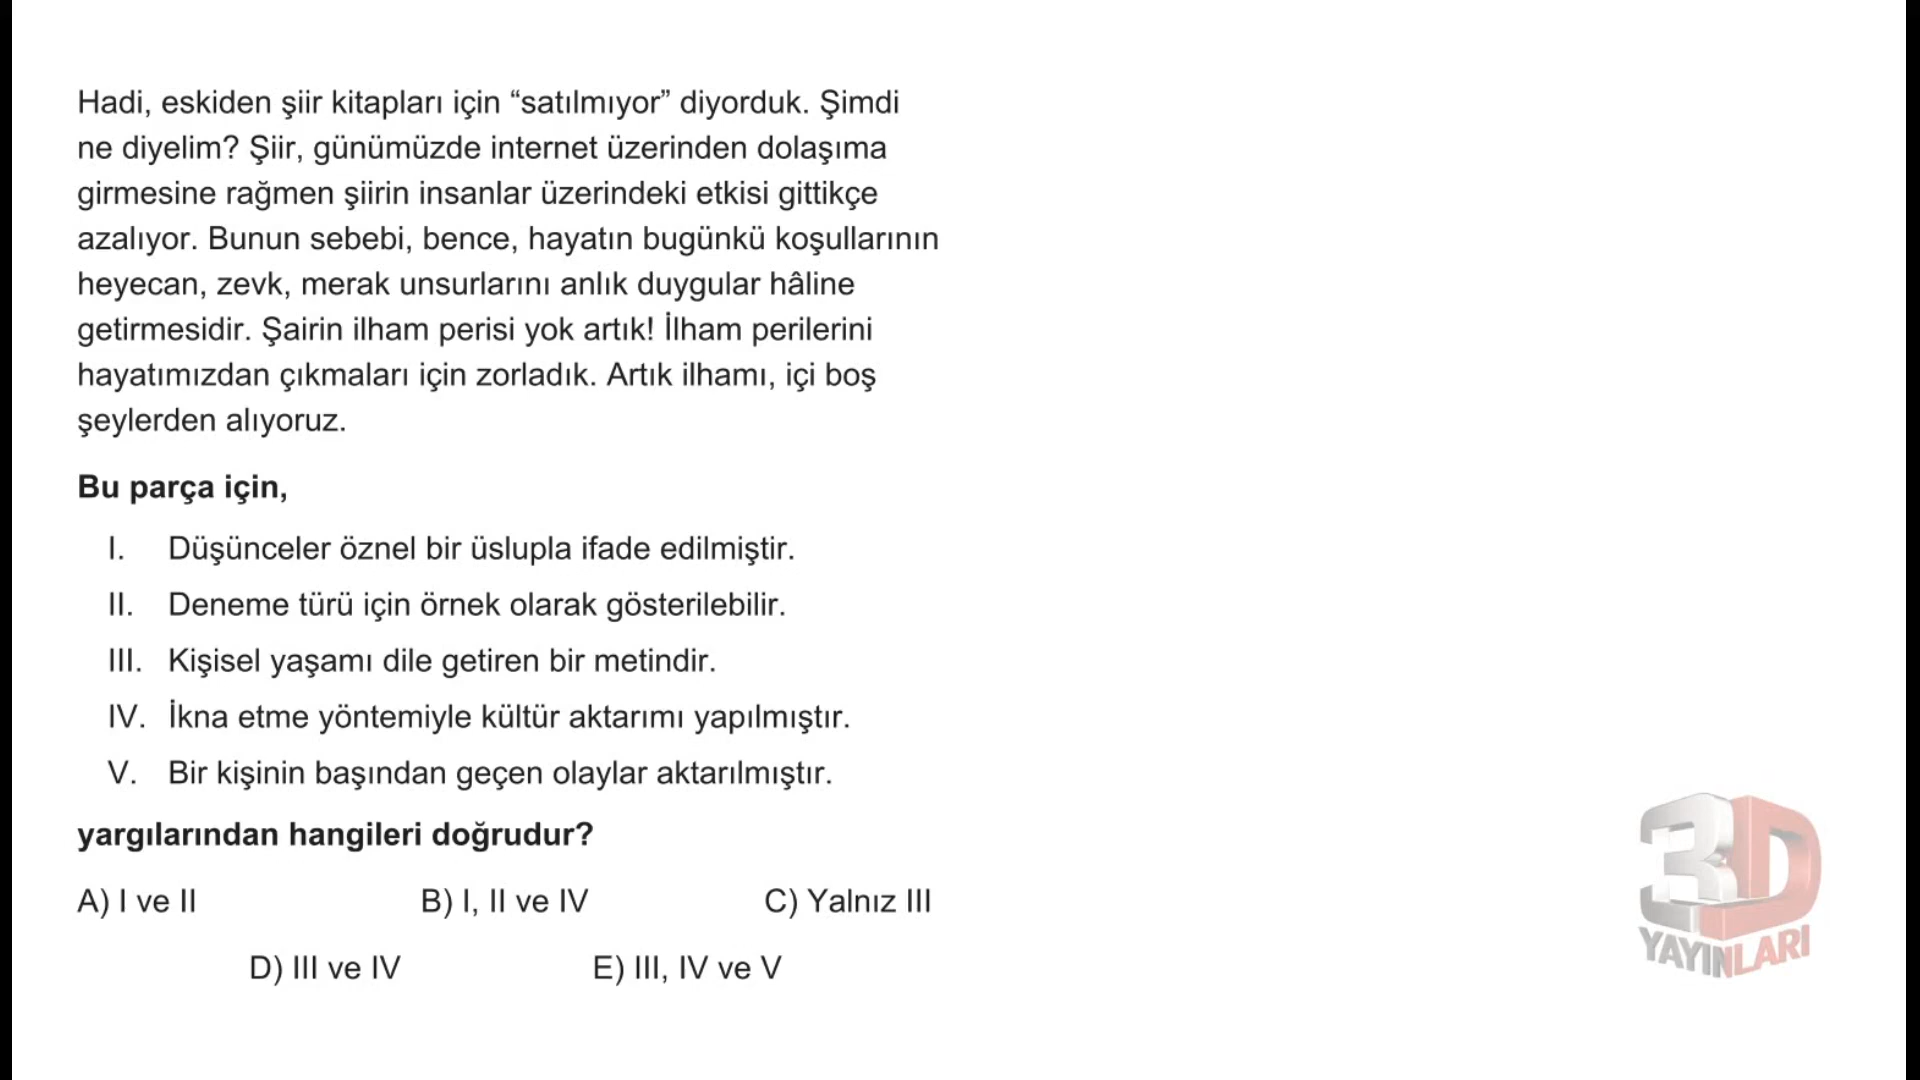 Hadi, eskiden şiir kitapları için “satılmıyor” diyorduk. Şimdi
ne diyelim? Şiir, günümüzde internet üzerinden dolaşıma
girmesine rağmen şiirin insanlar üzerindeki etkisi gittikçe
azalıyor. Bunun sebebi, bence, hayatın bugünkü koşullarının
heyecan, zevk, merak unsurlarını anlık duygular hâline
getirmesidir. Şairin ilham perisi yok artık! İlham perilerini
hayatımızdan çıkmaları için zorladık. Artık ilhamı, içi boş
şeylerden alıyoruz.
Bu parça için,
I. Düşünceler öznel bir üslupla ifade edilmiştir.
II. Deneme türü için örnek olarak gösterilebilir.
III. Kişisel yaşamı dile getiren bir metindir.
IV. İkna etme yöntemiyle kültür aktarımı yapılmıştır.
V. Bir kişinin başından geçen olaylar aktarılmıştır.
yargılarından hangileri doğrudur?
A) I ve II B) I, II ve IV C) Yalnız III
D) III ve IV E) III, IV ve V
3D
YAYINLARI